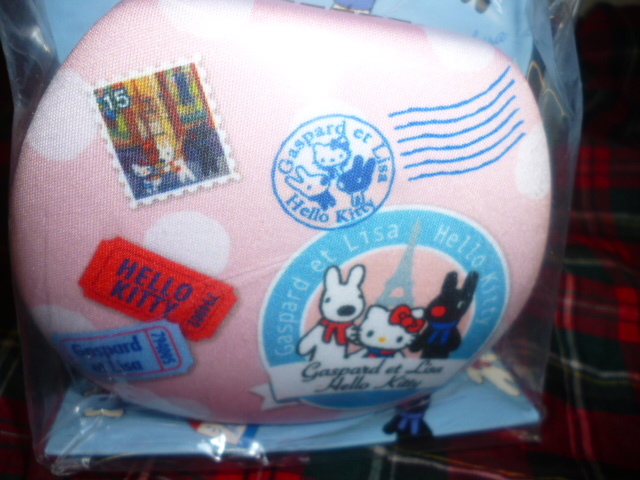 15
Gaspard et Lisa
Hello Kitty
HELLO
KITTY
Gaspard
et Lisa
Gaspard et Lisa Hello Kitty
Gaspard et Lisa
Hello Kitty